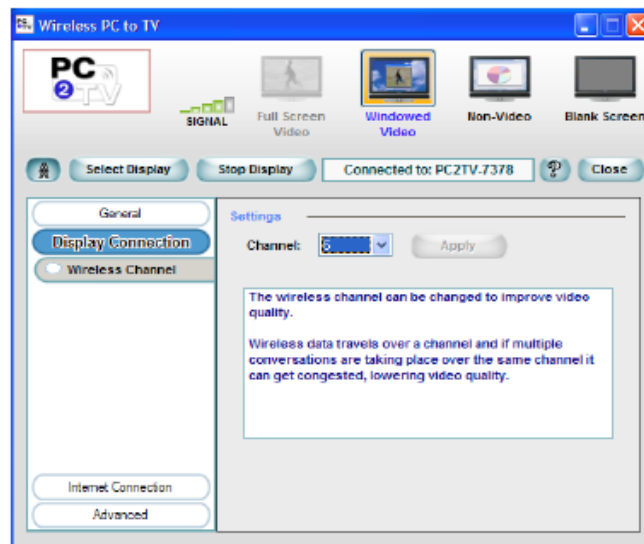 Wireless PC to TV
PC
2
TV
SIGNAL
Full Screen
Video
Windowed
Video
Non-Video
Blank Screen
Select Display
Stop Display
Connected to: PC2TV-7378
?
Close
General
Display Connection
Wireless Channel
Internet Connection
Advanced
Settings
Channel:
Apply
The wireless channel can be changed to improve video
quality.
Wireless data travels over a channel and if multiple
conversations are taking place over the same channel it
can get congested, lowering video quality.